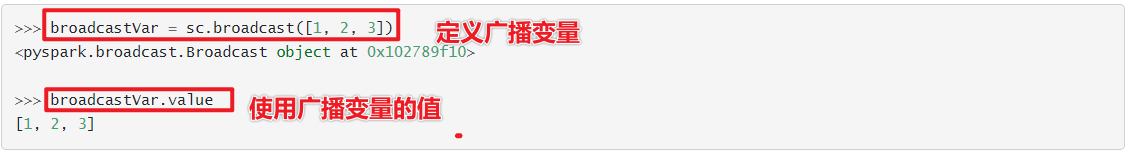 >>> broadcastVar = sc.broadcast([1, 2, 3]) 定义广播变量
<pyspark.broadcast.Broadcast object at 0x102789f10>
>>> broadcastVar.value 使用广播变量的值
[1, 2, 3]